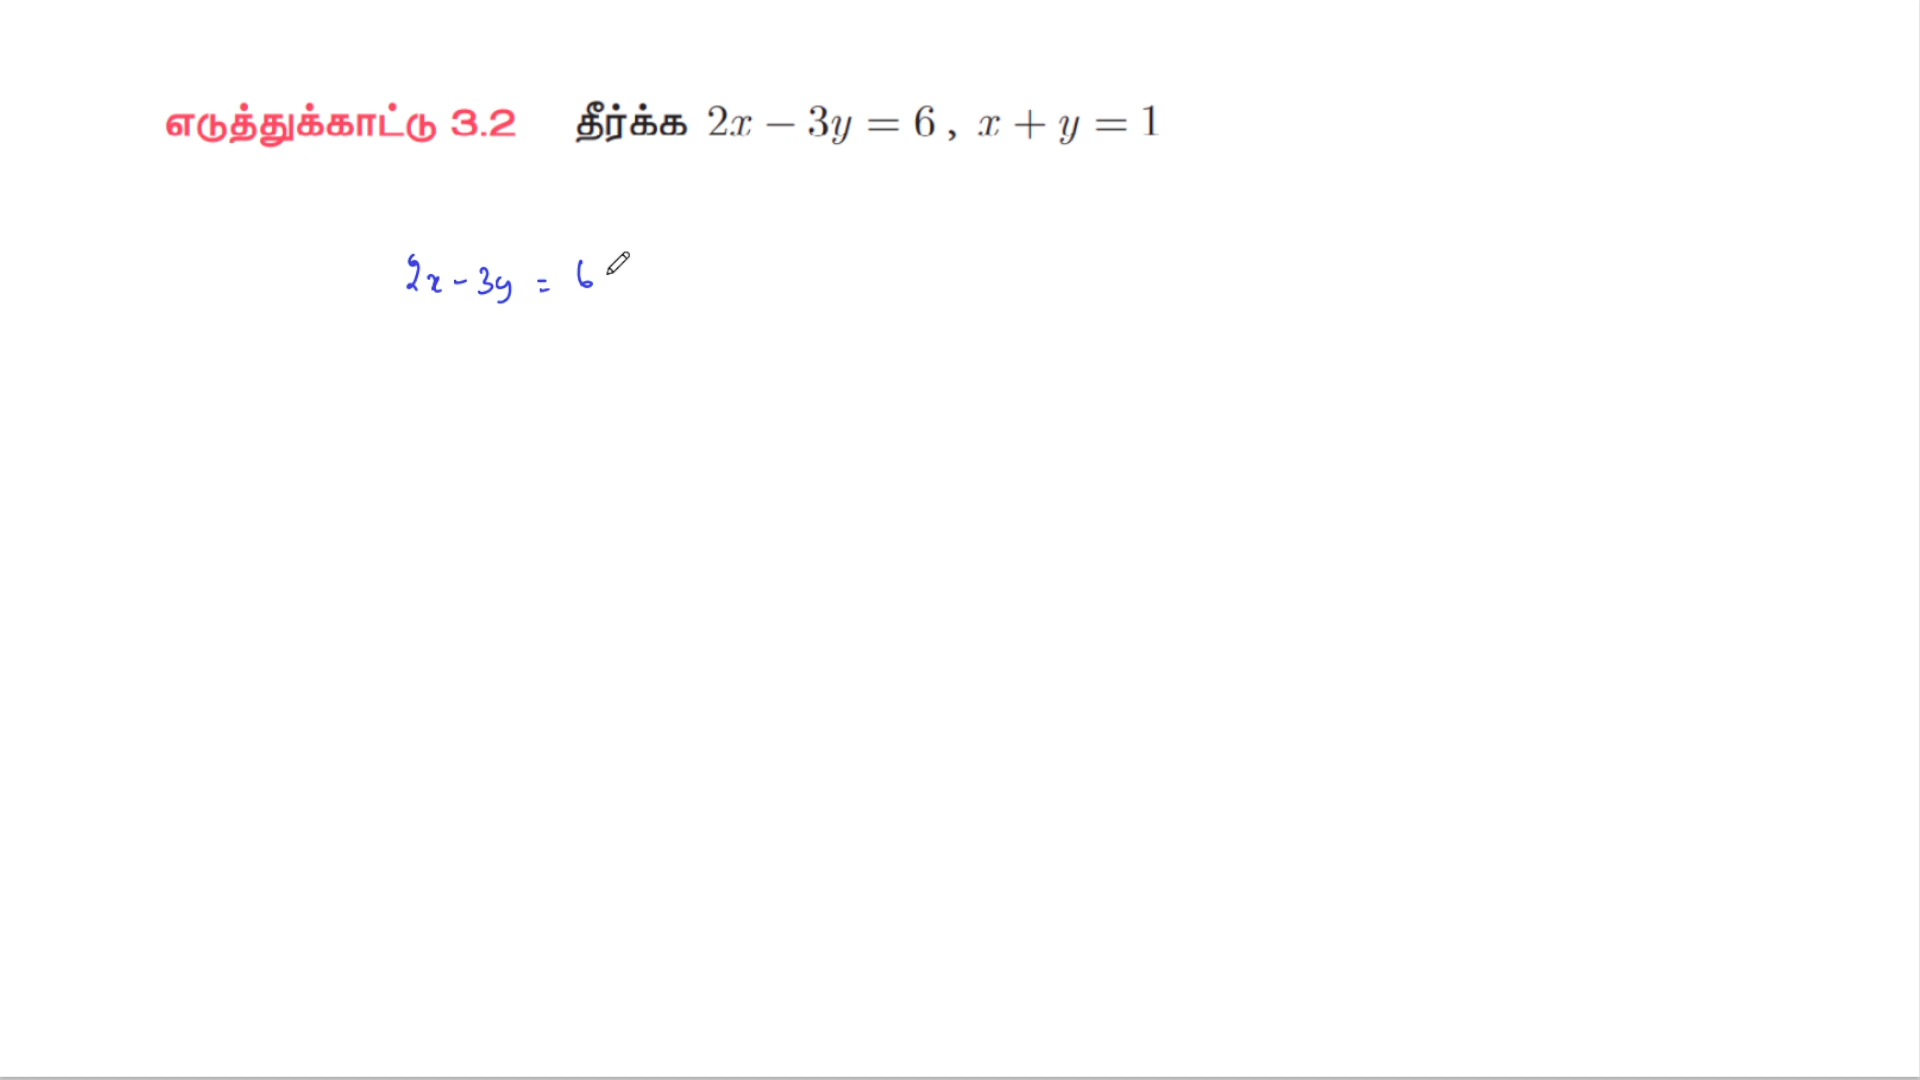 எடுத்துக்காட்டு 3.2 தீர்க்க 2x − 3y = 6 , x + y = 1
2x - 3y = 6